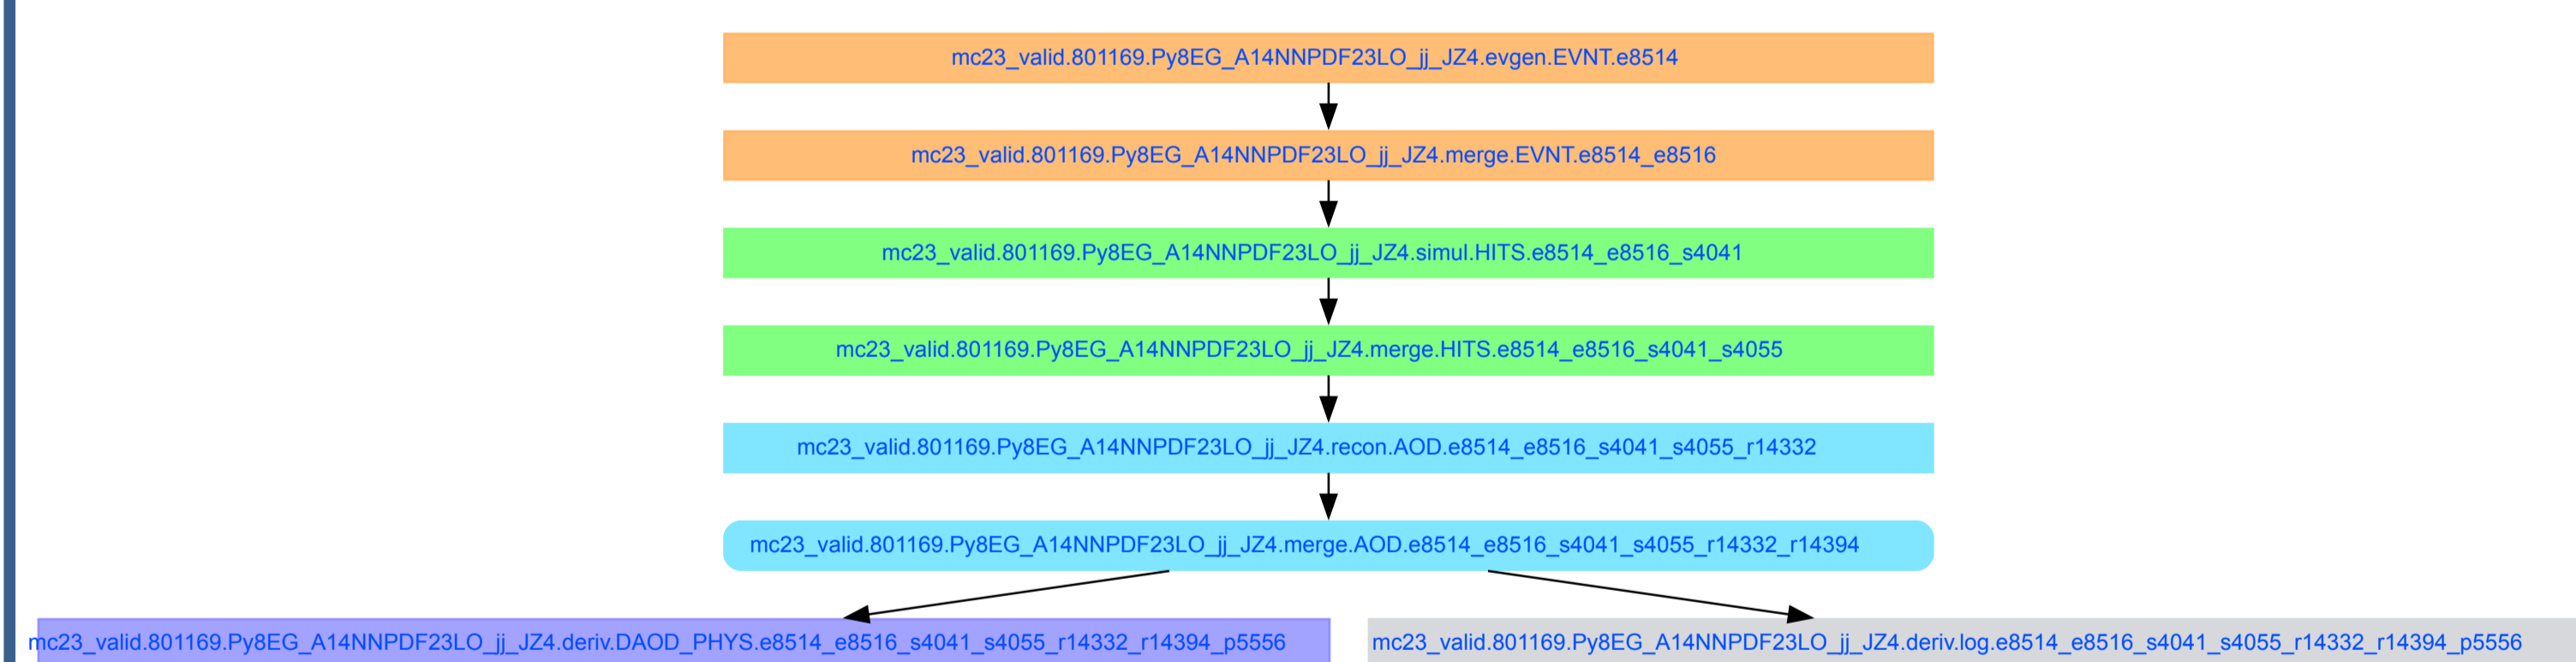 mc23_valid.801169.Py8EG_A14NNPDF23LO_jj_JZ4.evgen.EVNT.e8514
mc23_valid.801169.Py8EG_A14NNPDF23LO_jj_JZ4.merge.EVNT.e8514_e8516
mc23_valid.801169.Py8EG_A14NNPDF23LO_jj_JZ4.simul.HITS.e8514_e8516_s4041
mc23_valid.801169.Py8EG_A14NNPDF23LO_jj_JZ4.merge.HITS.e8514_e8516_s4041_s4055
mc23_valid.801169.Py8EG_A14NNPDF23LO_jj_JZ4.recon.AOD.e8514_e8516_s4041_s4055_r14332
mc23_valid.801169.Py8EG_A14NNPDF23LO_jj_JZ4.merge.AOD.e8514_e8516_s4041_s4055_r14332_r14394
mc23_valid.801169.Py8EG_A14NNPDF23LO_jj_JZ4.deriv.DAOD_PHYS.e8514_e8516_s4041_s4055_r14332_r14394_p5556
mc23_valid.801169.Py8EG_A14NNPDF23LO_jj_JZ4.deriv.log.e8514_e8516_s4041_s4055_r14332_r14394_p5556